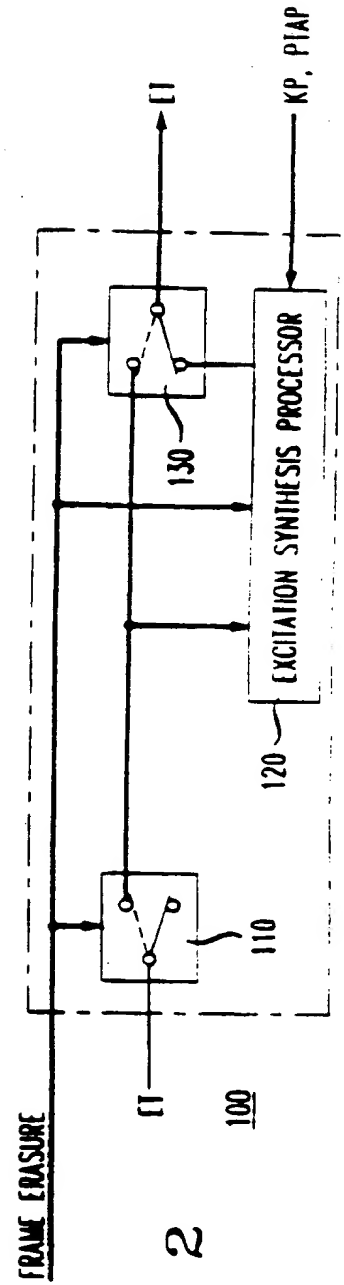 FRAME ERASURE
ET
110
100
130
ET
120
EXCITATION SYNTHESIS PROCESSOR
KP, PTAP
2